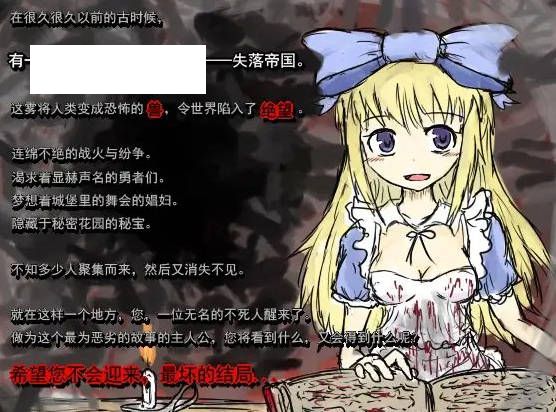 在很久很久以前的古时候,
有一 ——失落帝国。
这雾将人类变成恐怖的 兽, 令世界陷入了 绝望 。
连绵不绝的战火与纷争。
渴求着显赫声名的勇者们。
梦想着城堡里的舞会的娼妇。
隐藏于秘密花园的秘宝。
不知多少人聚集而来, 然后又消失不见。
就在这样一个地方, 您, 一位无名的不死人醒来了。
做为这个最为恶劣的故事的主人公, 您将看到什么, 又会得到什么呢?
希望您不会迎来, 最坏的结局...